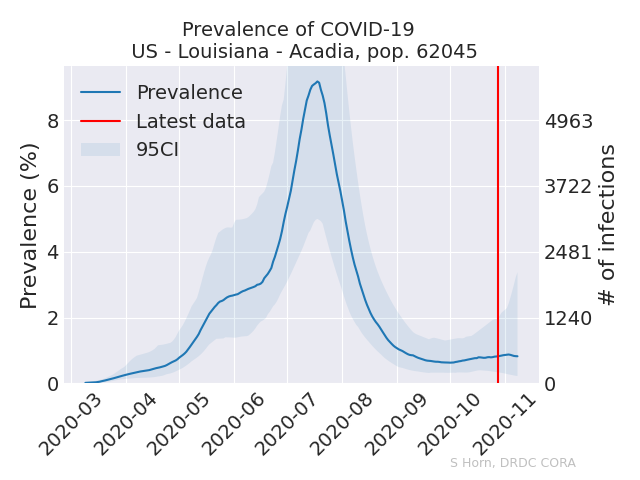 Prevalence of COVID-19
US - Louisiana - Acadia, pop. 62045
Prevalence
Latest data
95CI
Prevalence (%)
8
6
4
2
0
4963
3722
2481
1240
0
# of infections
2020-03
2020-04
2020-05
2020-06
2020-07
2020-08
2020-09
2020-10
2020-11
S Horn, DRDC CORA